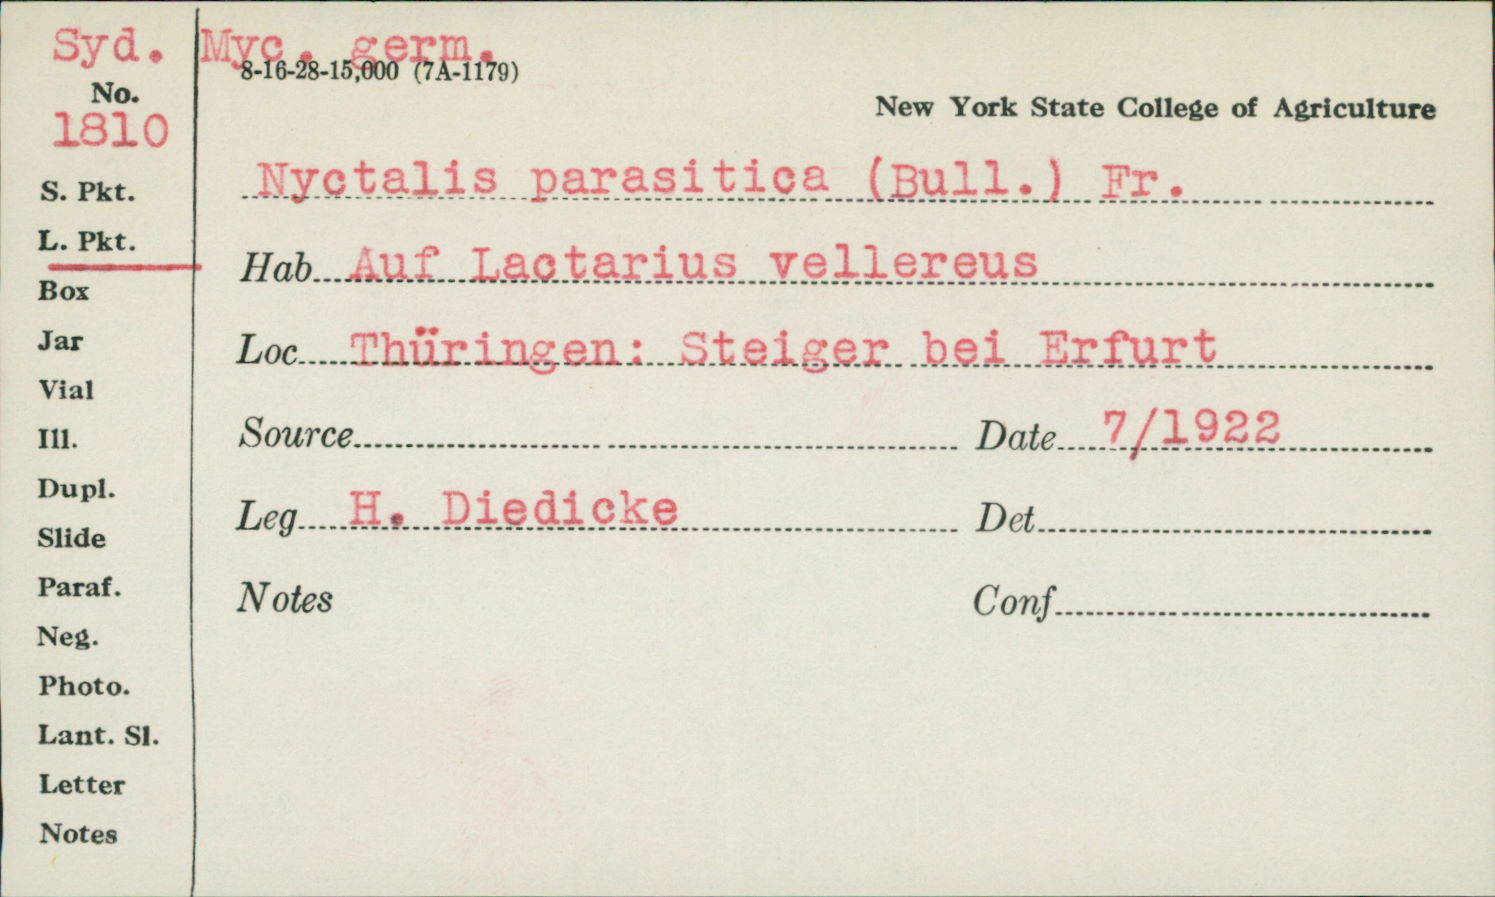 Syd. Myc. germ.
8-16-28-15,000 (7A-1179)
No.
1810
New York State College of Agriculture
Nyctalis parasitica (Bull.) Fr.
S. Pkt.
L. Pkt.
Hab Auf Lactarius vellereus
Box
Jar
Loc Thüringen: Steiger bei Erfurt
Vial
Ill.
Source Date 7/1922
Dupl.
Slide
Leg H. Diedicke Det
Paraf.
Notes Conf
Neg.
Photo.
Lant. Sl.
Letter
Notes